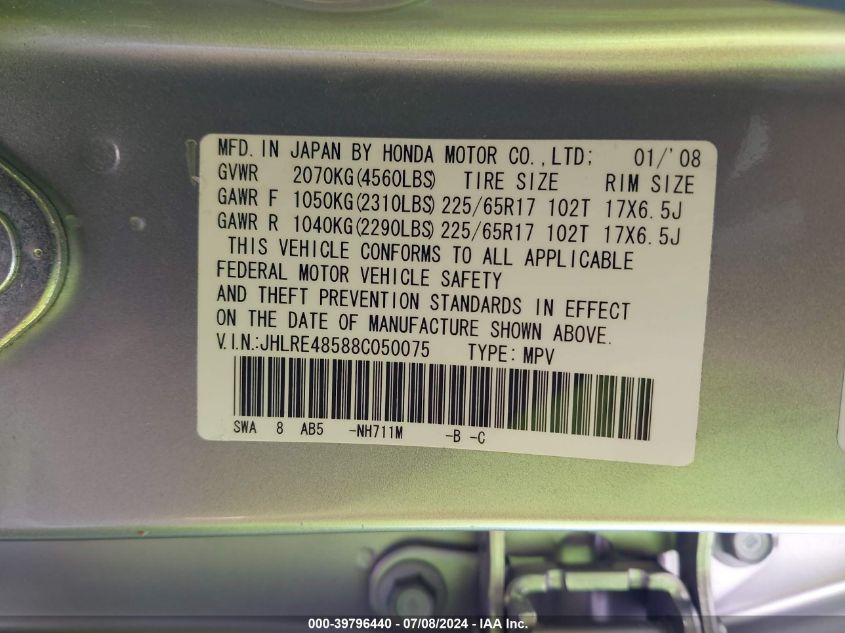 MFD. IN JAPAN BY HONDA MOTOR CO., LTD; 01/'08
GVWR 2070KG(4560LBS) TIRE SIZE RIM SIZE
GAWR F 1050KG(2310LBS) 225/65R17 102T 17X6.5J
GAWR R 1040KG(2290LBS) 225/65R17 102T 17X6.5J
THIS VEHICLE CONFORMS TO ALL APPLICABLE
FEDERAL MOTOR VEHICLE SAFETY
AND THEFT PREVENTION STANDARDS IN EFFECT
ON THE DATE OF MANUFACTURE SHOWN ABOVE.
V.I.N.:JHLRE48588C050075 TYPE: MPV
SWA 8 AB5 -NH711M -B -C
000-39796440 - 07/08/2024 - IAA Inc.